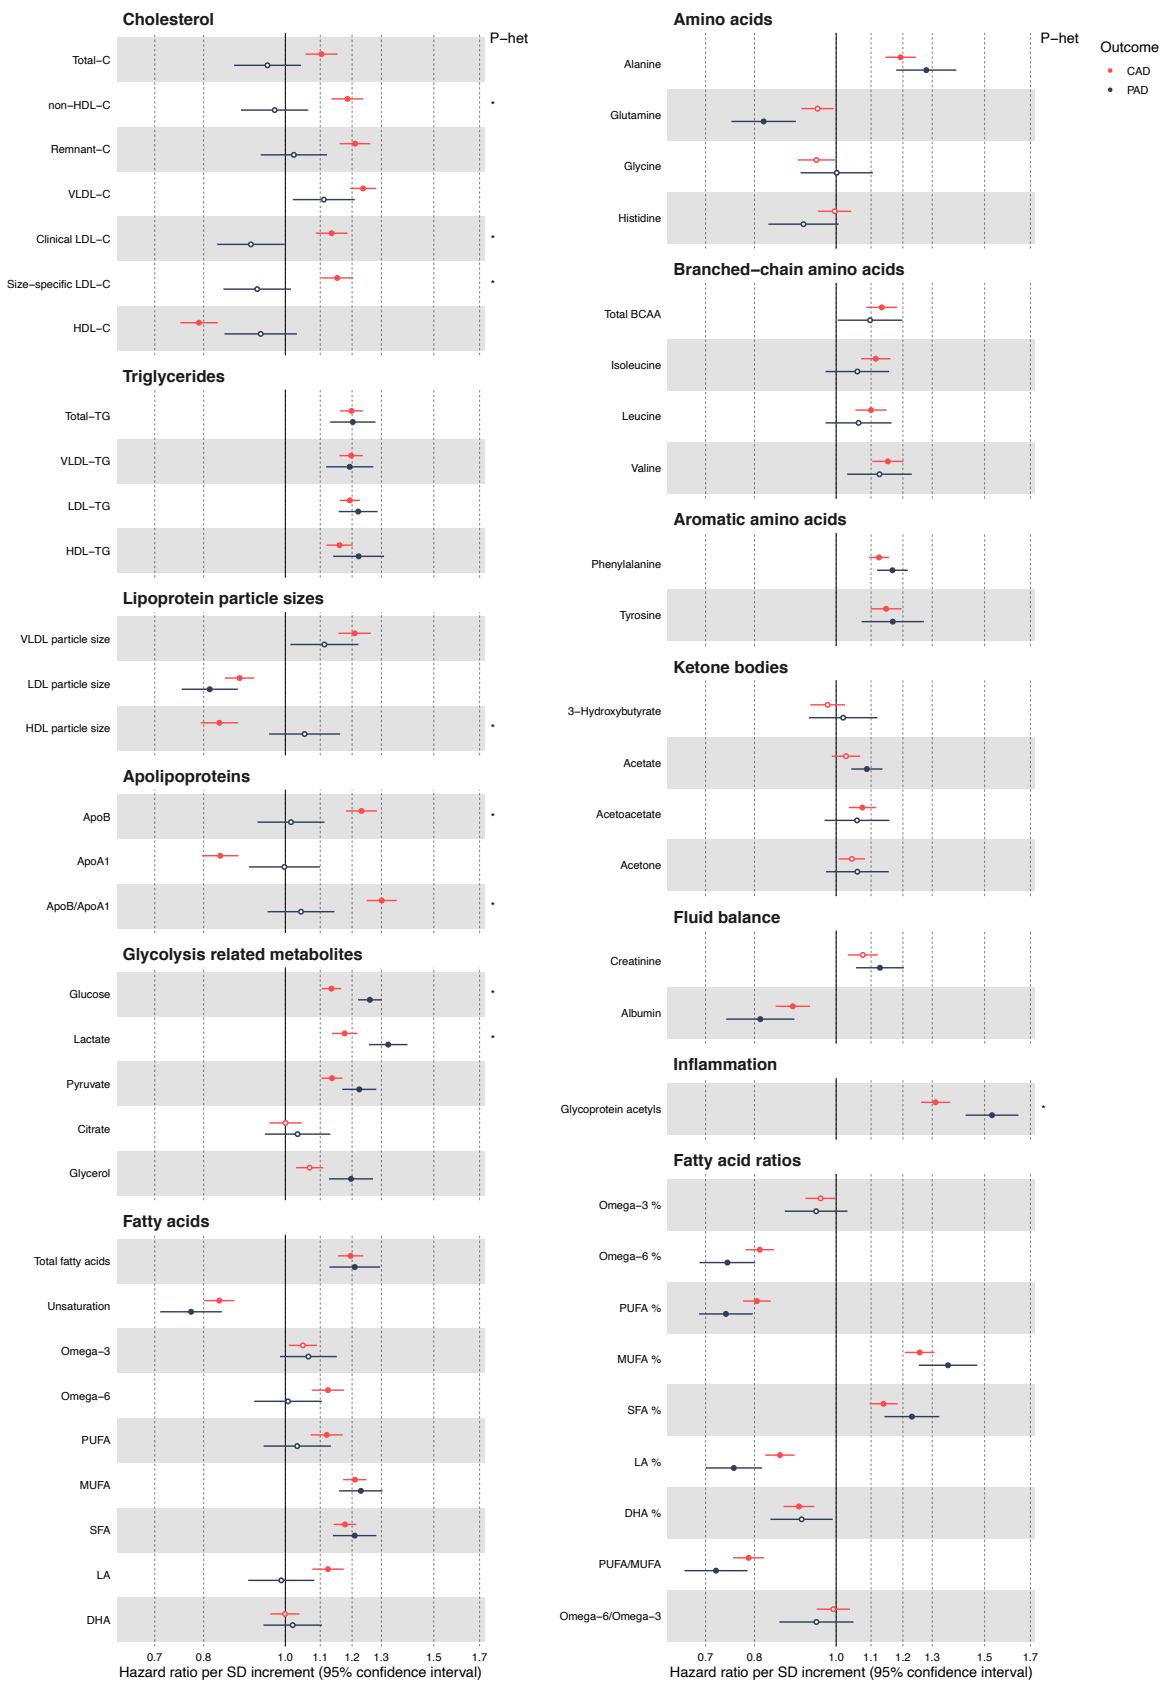 Cholesterol
P−het
Total−C
non−HDL−C
*
Remnant−C
VLDL−C
Clinical LDL−C
*
Size−specific LDL−C
*
HDL−C
Triglycerides
Total−TG
VLDL−TG
LDL−TG
HDL−TG
Lipoprotein particle sizes
VLDL particle size
LDL particle size
HDL particle size
*
Apolipoproteins
ApoB
*
ApoA1
ApoB/ApoA1
*
Glycolysis related metabolites
Glucose
*
Lactate
*
Pyruvate
Citrate
Glycerol
Fatty acids
Total fatty acids
Unsaturation
Omega−3
Omega−6
PUFA
MUFA
SFA
LA
DHA
0.7 0.8 1.0 1.1 1.2 1.3 1.5 1.7
Hazard ratio per SD increment (95% confidence interval)
Amino acids
P−het
Alanine
Glutamine
Glycine
Histidine
Branched−chain amino acids
Total BCAA
Isoleucine
Leucine
Valine
Aromatic amino acids
Phenylalanine
Tyrosine
Ketone bodies
3−Hydroxybutyrate
Acetate
Acetoacetate
Acetone
Fluid balance
Creatinine
Albumin
Inflammation
Glycoprotein acetyls
*
Fatty acid ratios
Omega−3 %
Omega−6 %
PUFA %
MUFA %
SFA %
LA %
DHA %
PUFA/MUFA
Omega−6/Omega−3
0.7 0.8 1.0 1.1 1.2 1.3 1.5 1.7
Hazard ratio per SD increment (95% confidence interval)
Outcome
CAD
PAD